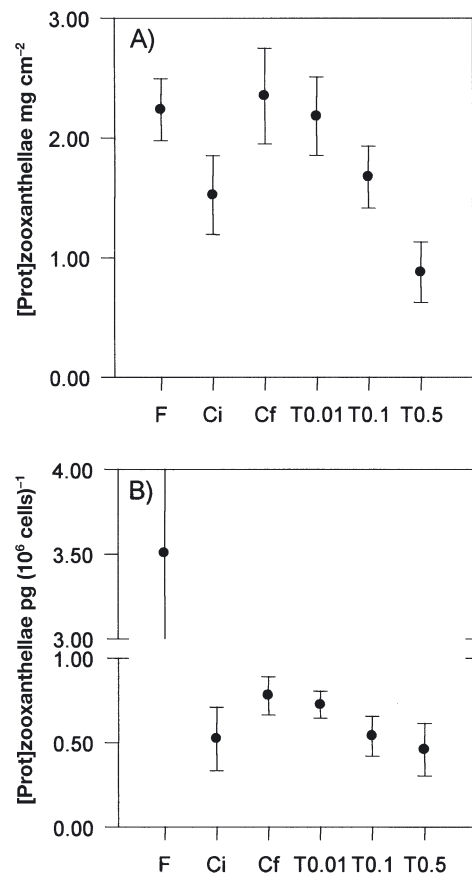 A)
[Prot]zooxanthellae mg cm⁻²
3.00
2.00
1.00
0.00
F Ci Cf T0.01 T0.1 T0.5
B)
[Prot]zooxanthellae pg (10⁶ cells)⁻¹
4.00
3.50
3.00
1.00
0.50
0.00
F Ci Cf T0.01 T0.1 T0.5